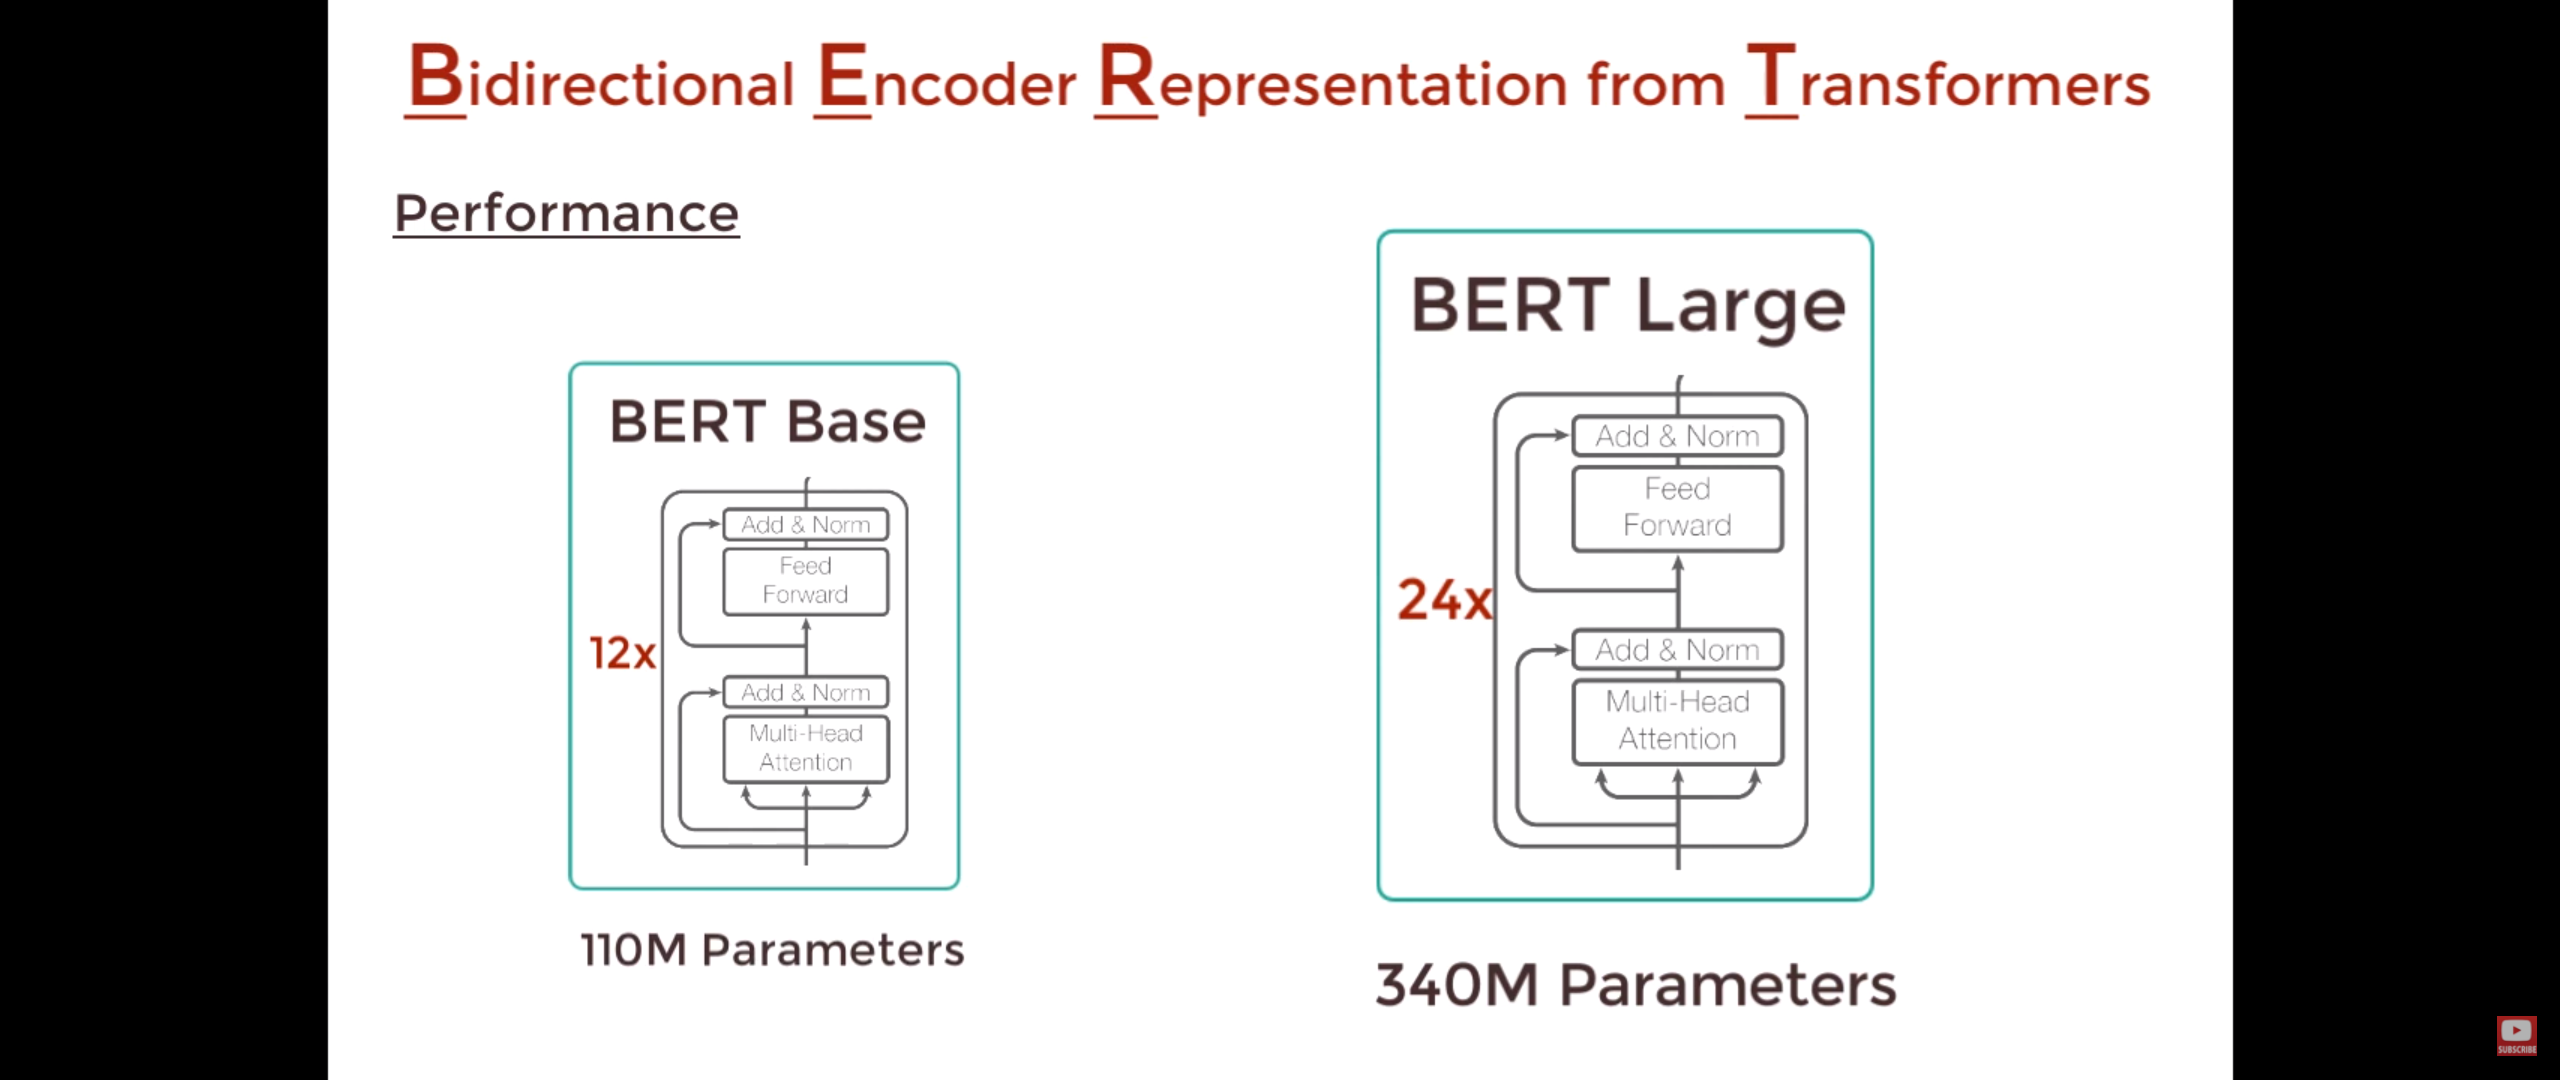 Bidirectional Encoder Representation from Transformers
Performance
BERT Base
Add & Norm
Feed
Forward
12x
Add & Norm
Multi-Head
Attention
110M Parameters
BERT Large
Add & Norm
Feed
Forward
24x
Add & Norm
Multi-Head
Attention
340M Parameters
SUBSCRIBE